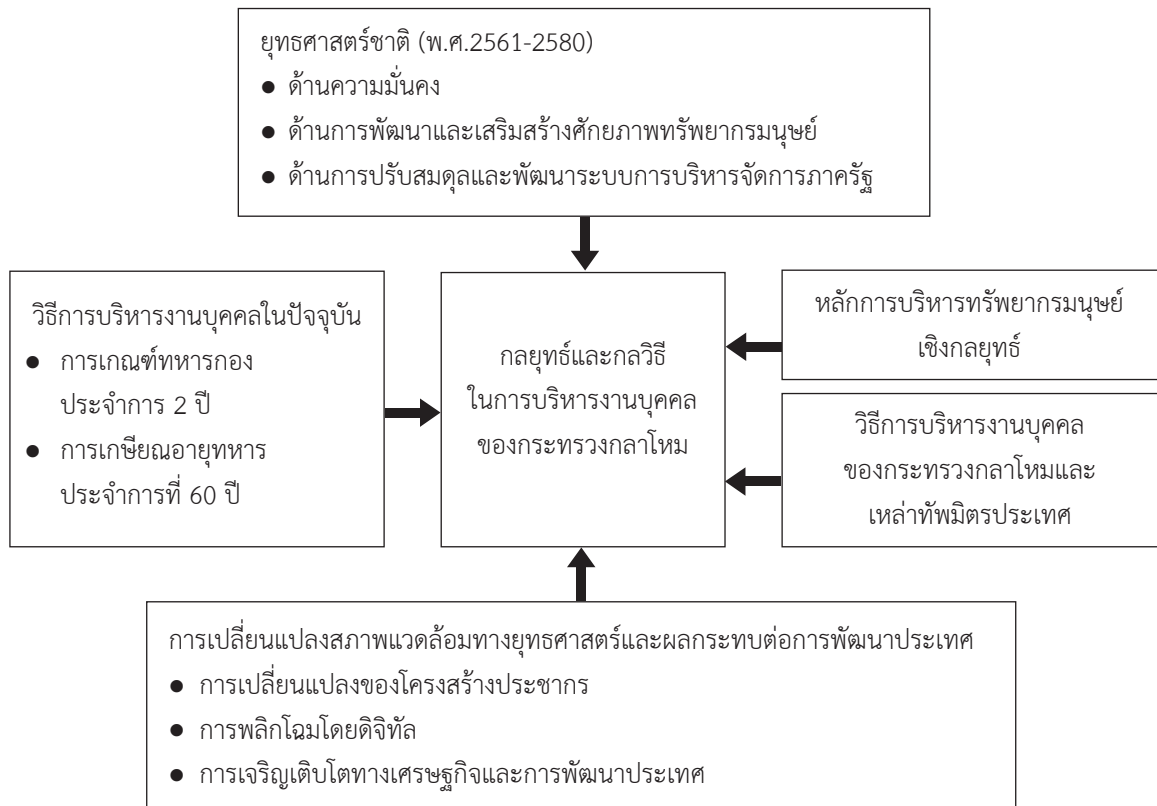 ยุทธศาสตร์ชาติ (พ.ศ.2561-2580)
● ด้านความมั่นคง
● ด้านการพัฒนาและเสริมสร้างศักยภาพทรัพยากรมนุษย์
● ด้านการปรับสมดุลและพัฒนาระบบการบริหารจัดการภาครัฐ
วิธีการบริหารงานบุคคลในปัจจุบัน
● การเกณฑ์ทหารกอง
ประจำการ 2 ปี
● การเกษียณอายุทหาร
ประจำการที่ 60 ปี
กลยุทธ์และกลวิธี
ในการบริหารงานบุคคล
ของกระทรวงกลาโหม
หลักการบริหารทรัพยากรมนุษย์
เชิงกลยุทธ์
วิธีการบริหารงานบุคคล
ของกระทรวงกลาโหมและ
เหล่าทัพมิตรประเทศ
การเปลี่ยนแปลงสภาพแวดล้อมทางยุทธศาสตร์และผลกระทบต่อการพัฒนาประเทศ
● การเปลี่ยนแปลงของโครงสร้างประชากร
● การพลิกโฉมโดยดิจิทัล
● การเจริญเติบโตทางเศรษฐกิจและการพัฒนาประเทศ